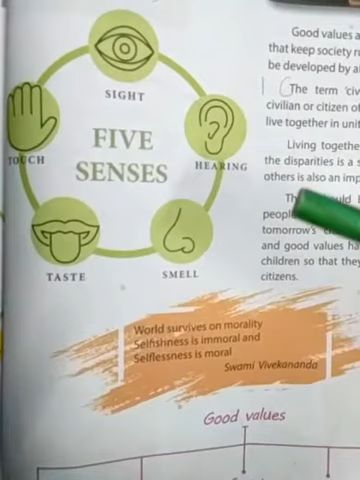 SIGHT
TOUCH
FIVE
SENSES
HEARING
TASTE
SMELL
Good values a
that keep society
be developed by
The term 'civ
civilian or citizen of
live together in
Living togethe
the disparities is a
others is also an
people
tomorrow's
and good values
children so that they
citizens.
World survives on morality
Selfishness is immoral and
Selflessness is moral
Swami Vivekananda
Good values